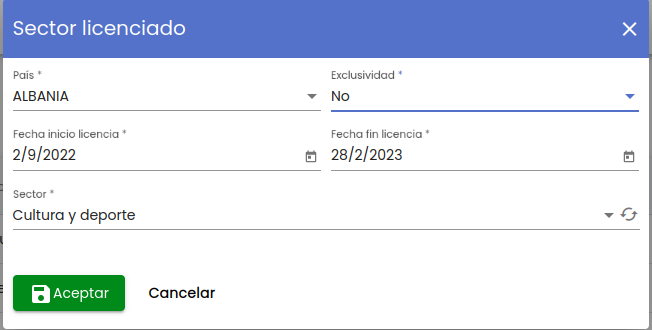 Sector licenciado
País * Exclusividad *
ALBANIA No
Fecha inicio licencia * Fecha fin licencia *
2/9/2022 28/2/2023
Sector *
Cultura y deporte
Aceptar Cancelar